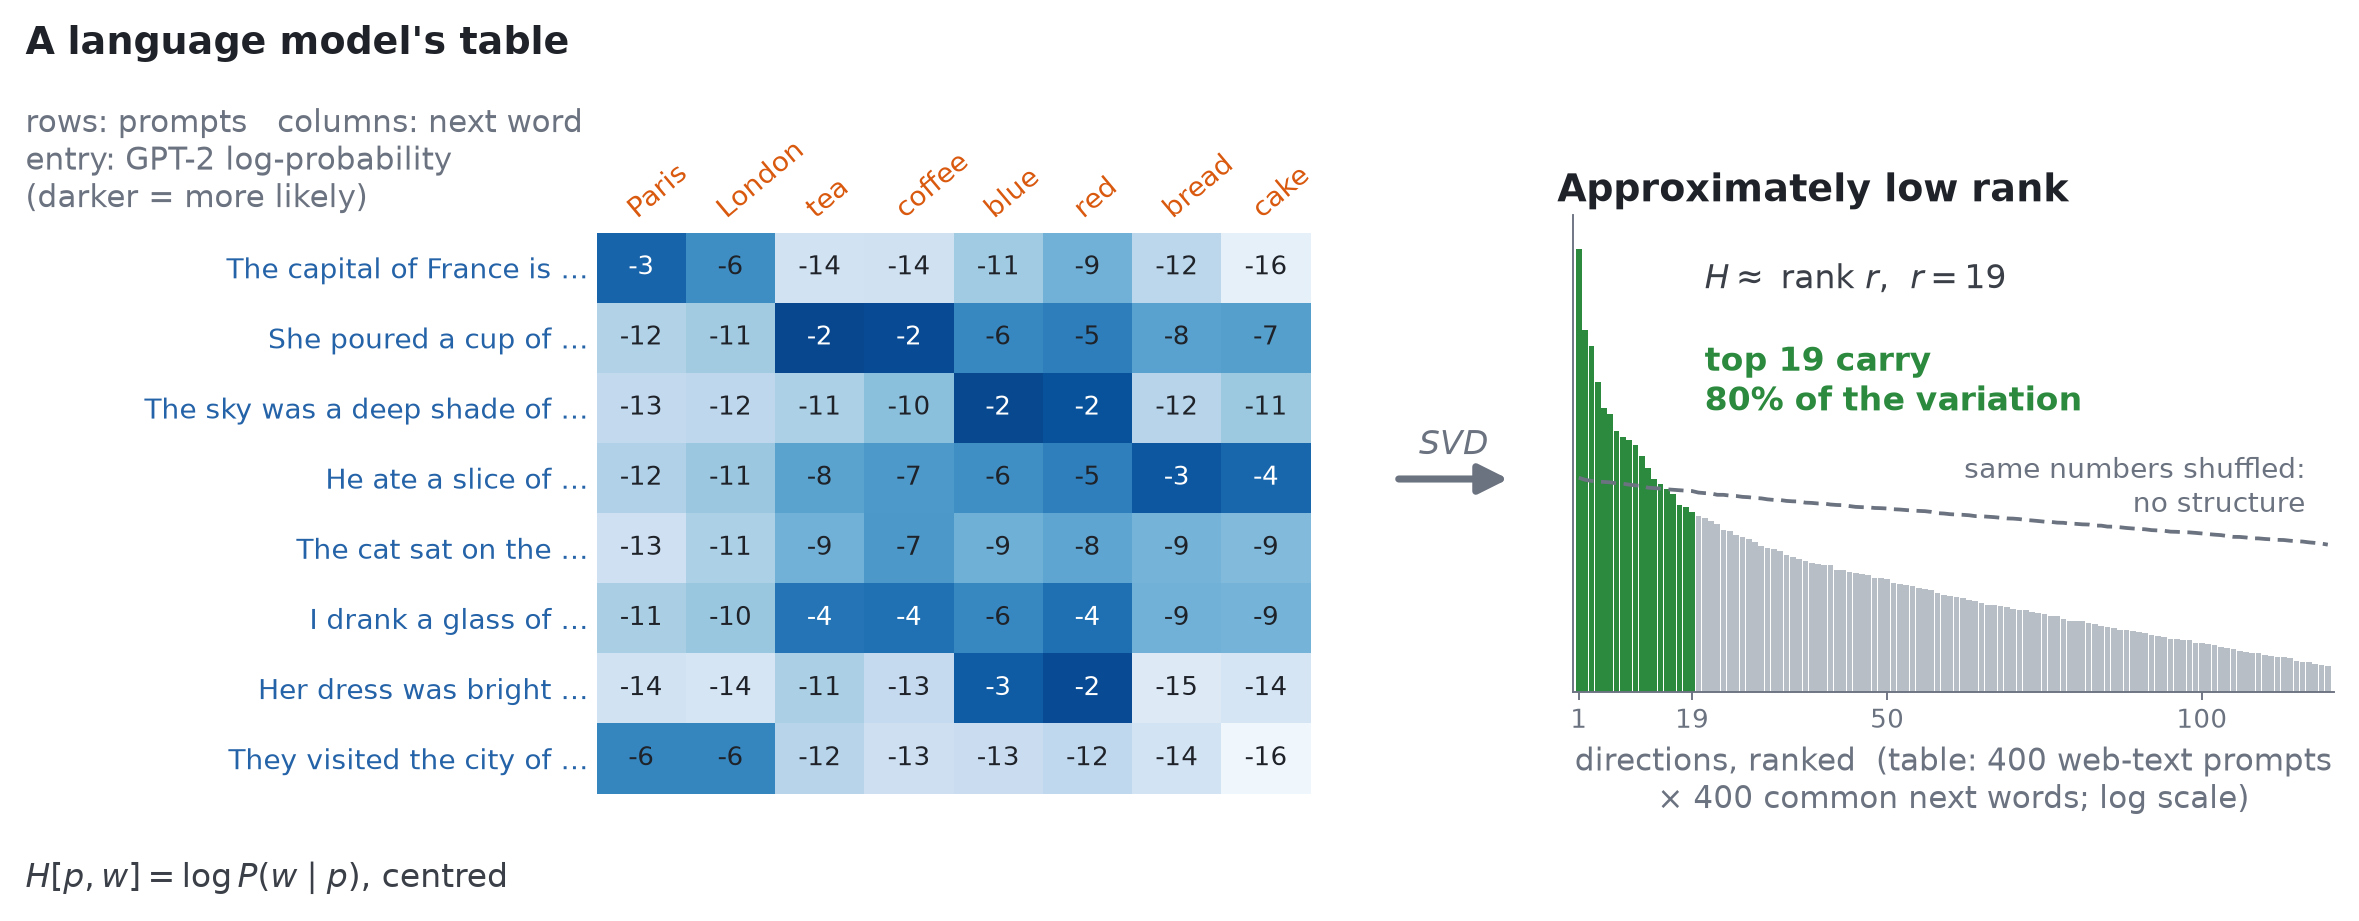 A language model's table
rows: prompts   columns: next word
entry: GPT-2 log-probability
(darker = more likely)
Paris London tea coffee blue red bread cake
The capital of France is … -3 -6 -14 -14 -11 -9 -12 -16
She poured a cup of … -12 -11 -2 -2 -6 -5 -8 -7
The sky was a deep shade of … -13 -12 -11 -10 -2 -2 -12 -11
He ate a slice of … -12 -11 -8 -7 -6 -5 -3 -4
The cat sat on the … -13 -11 -9 -7 -9 -8 -9 -9
I drank a glass of … -11 -10 -4 -4 -6 -4 -9 -9
Her dress was bright … -14 -14 -11 -13 -3 -2 -15 -14
They visited the city of … -6 -6 -12 -13 -13 -12 -14 -16
H[p, w] = log P(w | p), centred
SVD
Approximately low rank
H ≈ rank r, r = 19
top 19 carry
80% of the variation
same numbers shuffled:
no structure
1 19 50 100
directions, ranked  (table: 400 web-text prompts
× 400 common next words; log scale)